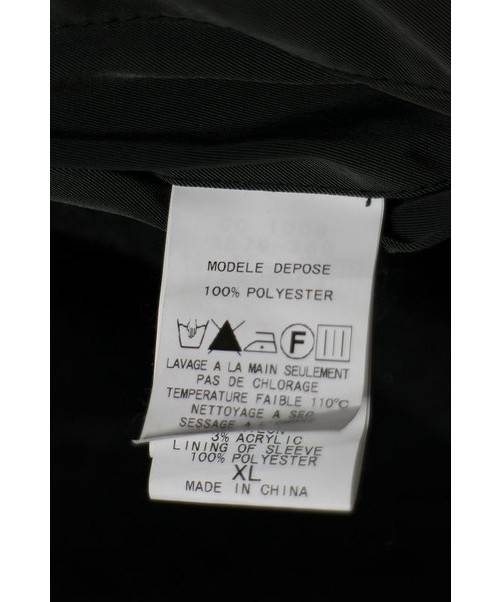 MODELE DEPOSE
100% POLYESTER
F
LAVAGE A LA MAIN SEULEMENT
PAS DE CHLORAGE
TEMPERATURE FAIBLE 110°C
NETTOYAGE A SEC
SESSAGE A
3% ACRYLIC
LINING OF SLEEVE
100% POLYESTER
XL
MADE IN CHINA